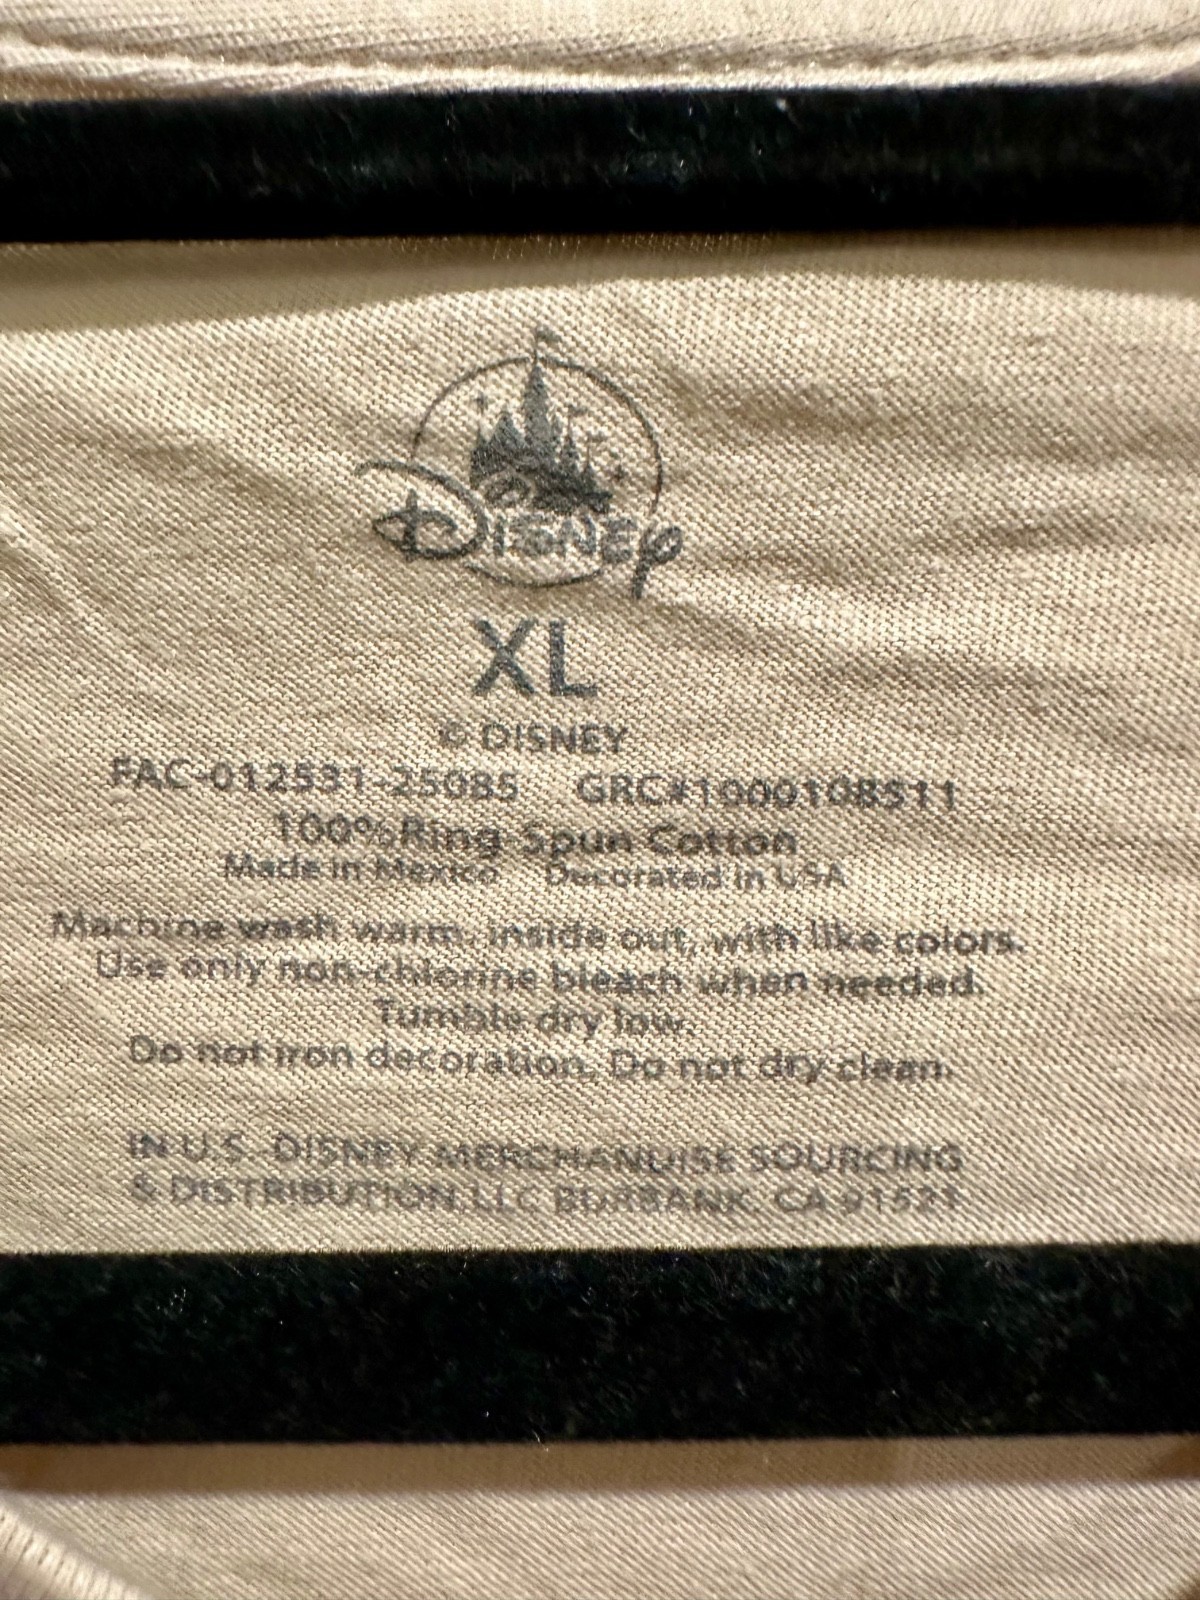 DISNEY
XL
© DISNEY
FAC-012531-25085 GRC#1000108511
100% Ring Spun Cotton
Made in Mexico Decorated in USA
Machine wash warm, inside out, with like colors.
Use only non-chlorine bleach when needed.
Tumble dry low.
Do not iron decoration. Do not dry clean.
IN U.S. DISNEY MERCHANDISE SOURCING
& DISTRIBUTION LLC BURBANK, CA 91521